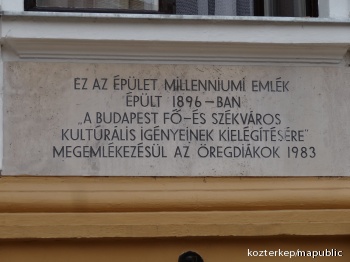 EZ AZ ÉPÜLET MILLENNIUMI EMLÉK
ÉPÜLT 1896-BAN
„A BUDAPEST FŐ-ÉS SZÉKVÁROS
KULTURÁLIS IGÉNYEINEK KIELÉGÍTÉSÉRE”
MEGEMLÉKEZÉSÜL AZ ÖREGDIÁKOK 1983
kozterkep/mapublic